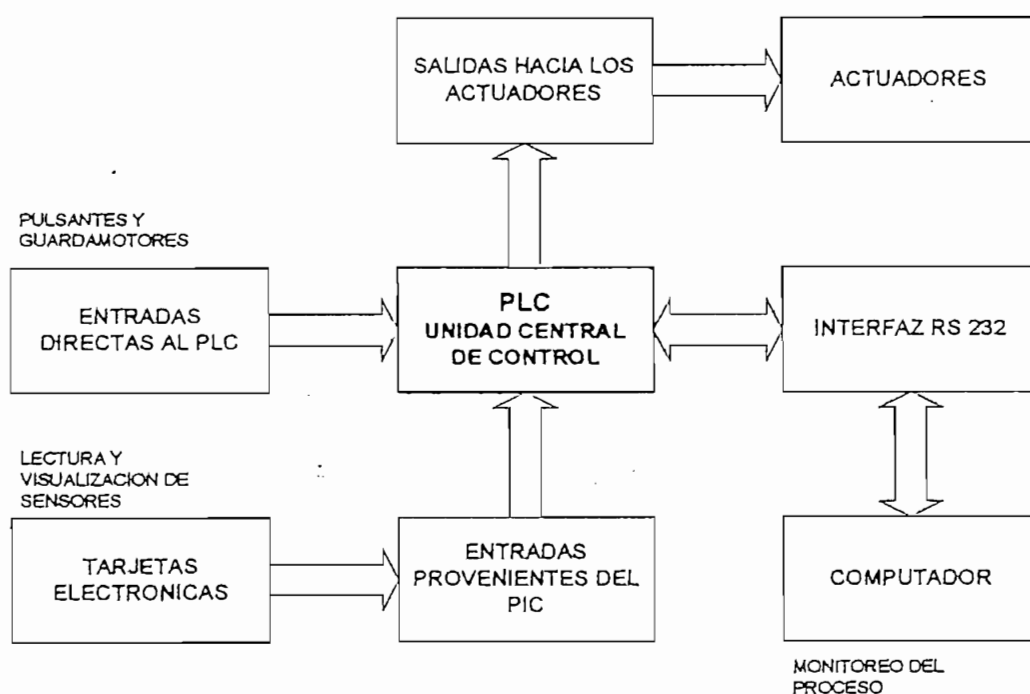 SALIDAS HACIA LOS
ACTUADORES
ACTUADORES
PULSANTES Y
GUARDAMOTORES
ENTRADAS
DIRECTAS AL PLC
PLC
UNIDAD CENTRAL
DE CONTROL
INTERFAZ RS 232
LECTURA Y
VISUALIZACION DE
SENSORES
TARJETAS
ELECTRONICAS
ENTRADAS
PROVENIENTES DEL
PIC
COMPUTADOR
MONITOREO DEL
PROCESO